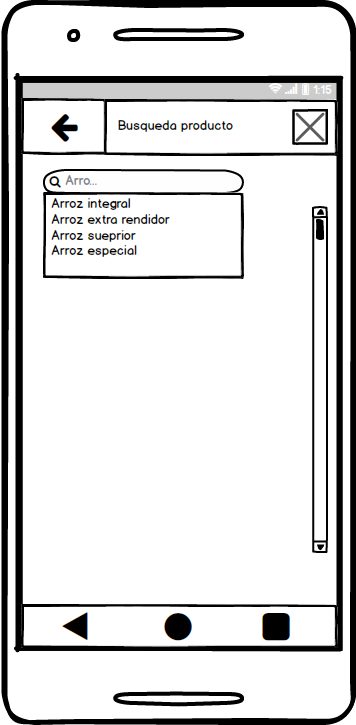 1:15
Busqueda producto
Arro...
Arroz integral
Arroz extra rendidor
Arroz sueprior
Arroz especial